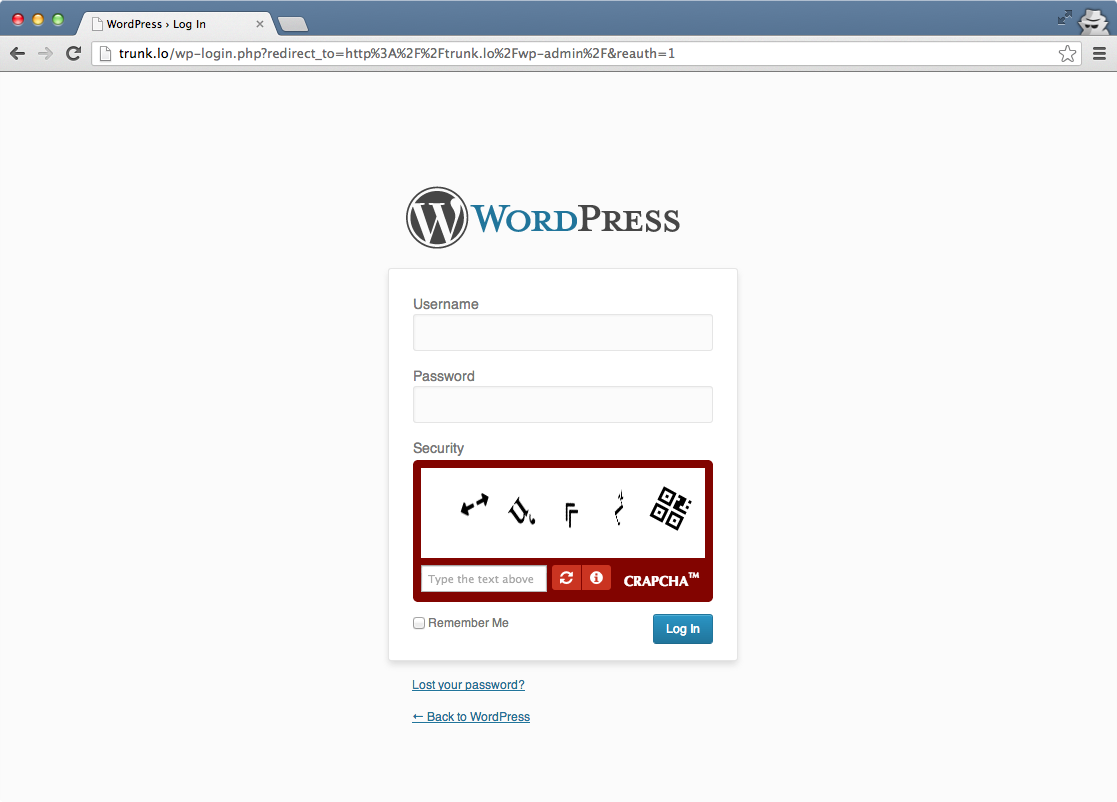 WordPress › Log In
trunk.lo/wp-login.php?redirect_to=http%3A%2F%2Ftrunk.lo%2Fwp-admin%2F&reauth=1
WORDPRESS
Username
Password
Security
Type the text above
CRAPCHA™
Remember Me
Log In
Lost your password?
← Back to WordPress